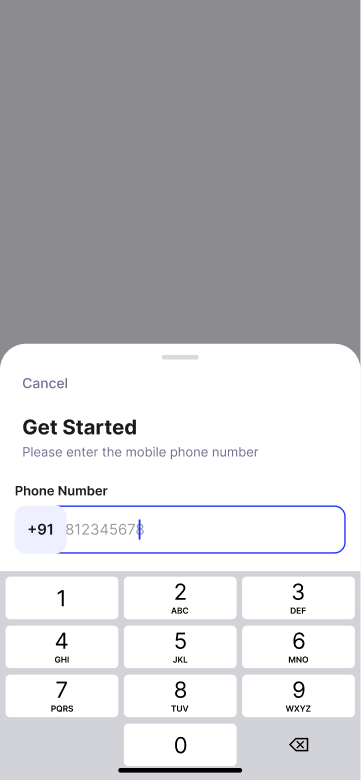 Cancel
Get Started
Please enter the mobile phone number
Phone Number
+91 812345678
1
2
ABC
3
DEF
4
GHI
5
JKL
6
MNO
7
PQRS
8
TUV
9
WXYZ
0